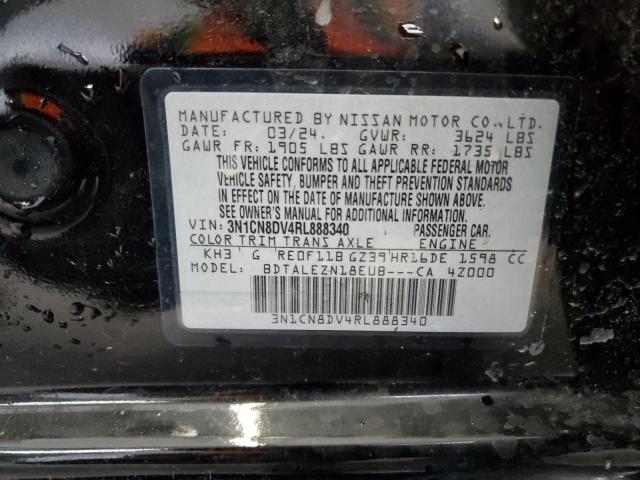 MANUFACTURED BY NISSAN MOTOR CO., LTD.
DATE: 03/24. GVWR: 3624 LBS
GAWR FR: 1905 LBS GAWR RR: 1735 LBS
THIS VEHICLE CONFORMS TO ALL APPLICABLE FEDERAL MOTOR
VEHICLE SAFETY, BUMPER AND THEFT PREVENTION STANDARDS
IN EFFECT ON THE DATE OF MANUFACTURE SHOWN ABOVE.
SEE OWNER'S MANUAL FOR ADDITIONAL INFORMATION.
VIN: 3N1CN8DV4RL888340 PASSENGER CAR.
COLOR TRIM TRANS AXLE ENGINE
KH3 G RE0F11B GZ39 HR16DE 1598 CC
MODEL: BDTALEZN18EUB---CA 4Z000
3N1CN8DV4RL888340